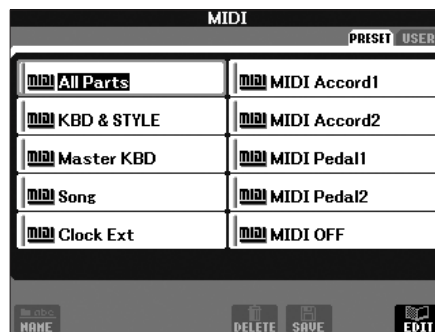 MIDI
PRESET USER
MIDI All Parts
MIDI KBD & STYLE
MIDI Master KBD
MIDI Song
MIDI Clock Ext
MIDI MIDI Accord1
MIDI MIDI Accord2
MIDI MIDI Pedal1
MIDI MIDI Pedal2
MIDI MIDI OFF
abc
NAME DELETE SAVE EDIT